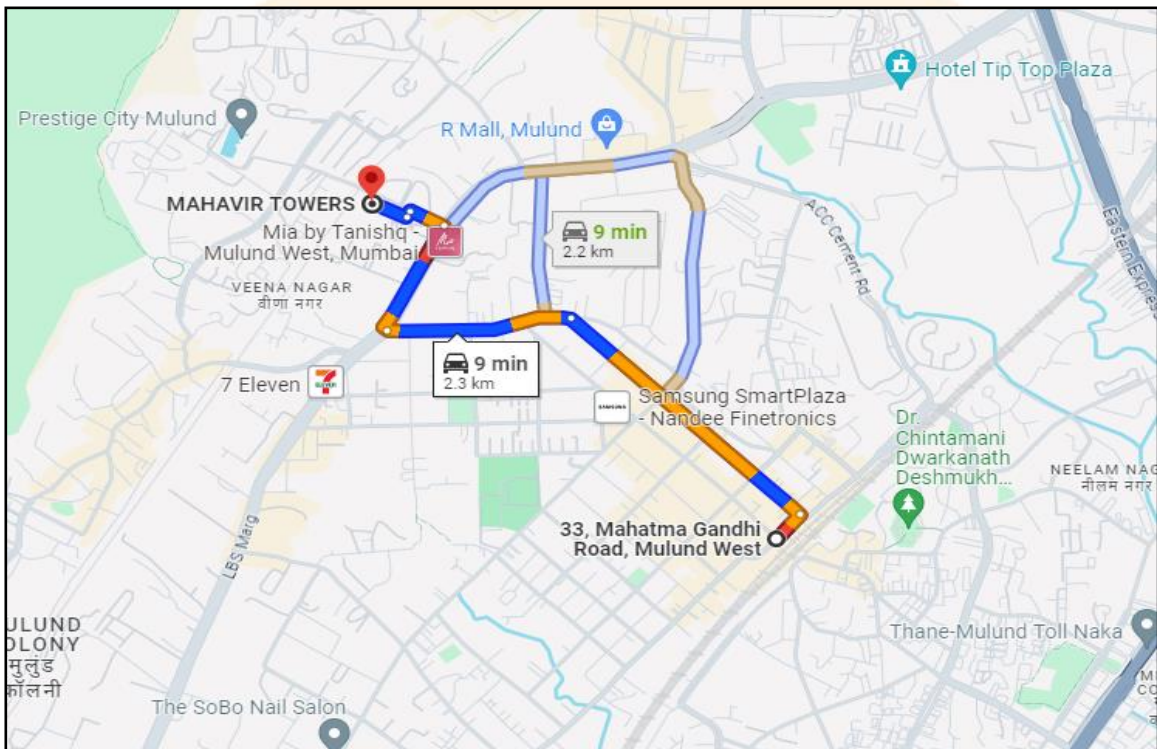 Hotel Tip Top Plaza
Prestige City Mulund
R Mall, Mulund
MAHAVIR TOWERS
Mia by Tanishq -
Mulund West, Mumbai
ACC Cement Rd
Eastern Express
9 min
2.2 km
VEENA NAGAR
वीणा नगर
9 min
2.3 km
7 Eleven
SAMSUNG
Samsung SmartPlaza
- Nandee Finetronics
Dr.
Chintamani
Dwarkanath
Deshmukh...
NEELAM NAG
नीलम नगर
33, Mahatma Gandhi
Road, Mulund West
LBS Marg
ULUND
OLONY
मुलुंड
कॉलनी
Thane-Mulund Toll Naka
The SoBo Nail Salon